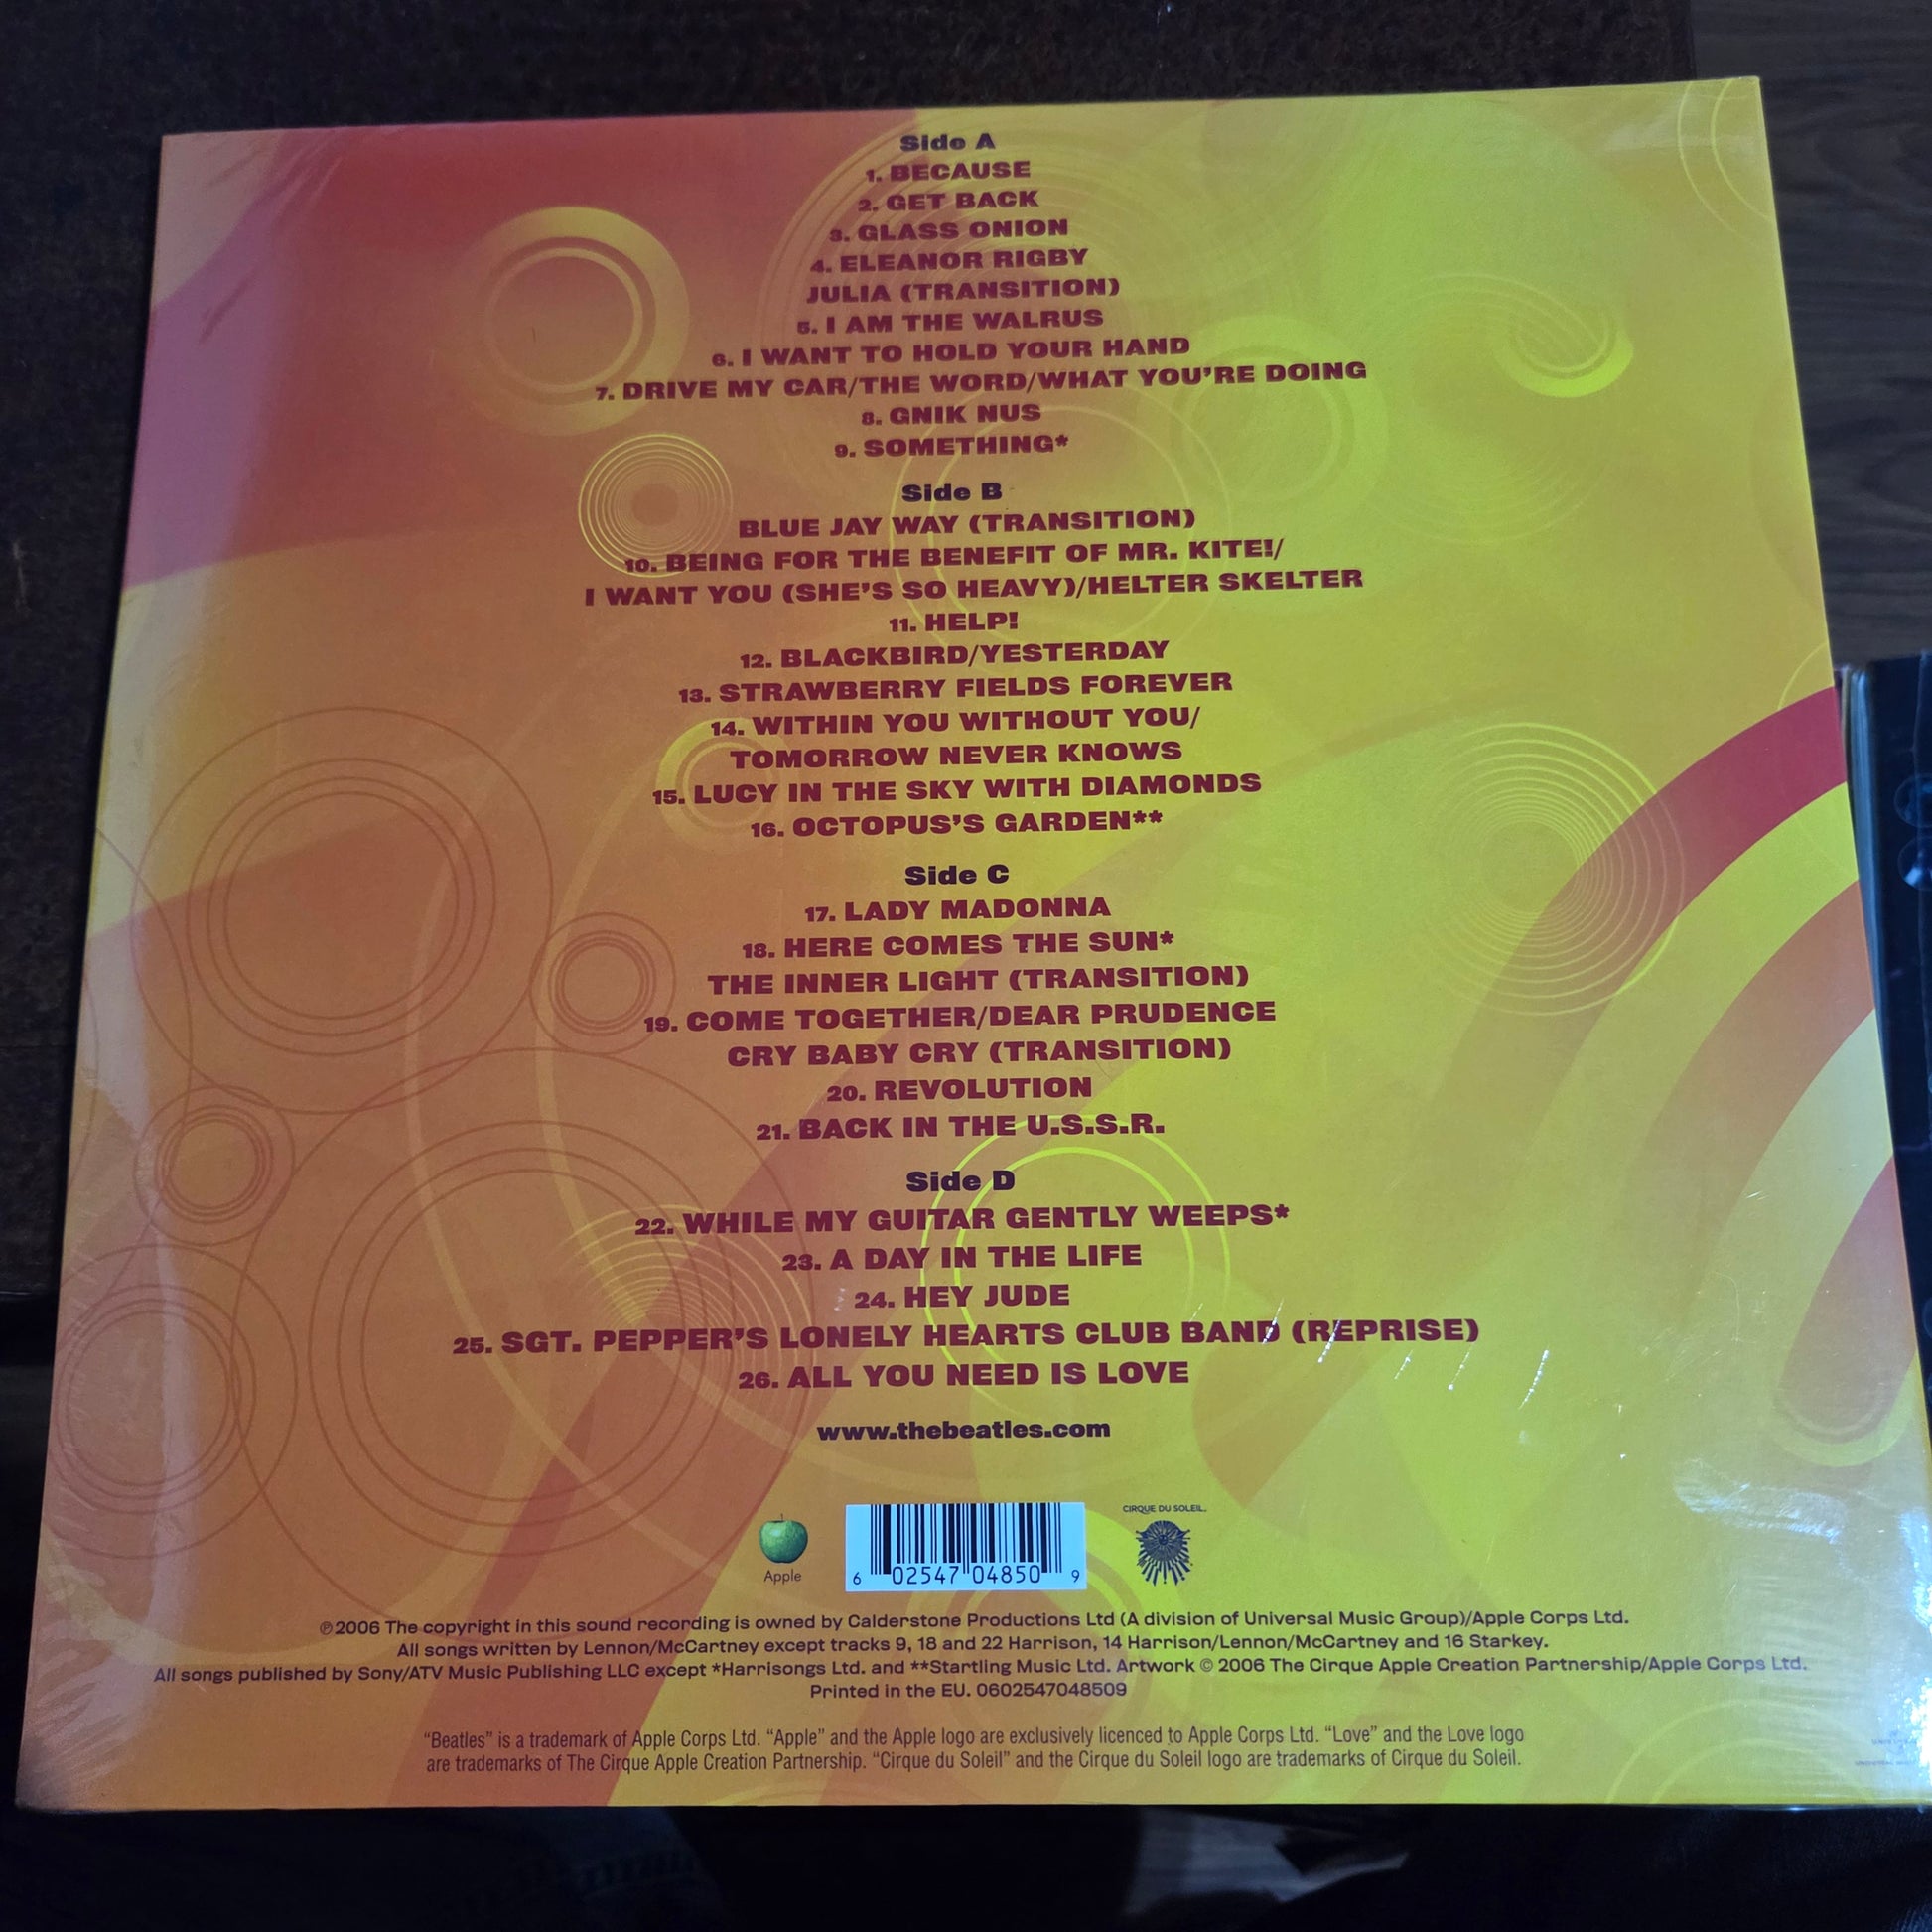 Side A
1. BECAUSE
2. GET BACK
3. GLASS ONION
4. ELEANOR RIGBY
JULIA (TRANSITION)
5. I AM THE WALRUS
6. I WANT TO HOLD YOUR HAND
7. DRIVE MY CAR/THE WORD/WHAT YOU'RE DOING
8. GNIK NUS
9. SOMETHING*
Side B
BLUE JAY WAY (TRANSITION)
10. BEING FOR THE BENEFIT OF MR. KITE!/
I WANT YOU (SHE'S SO HEAVY)/HELTER SKELTER
11. HELP!
12. BLACKBIRD/YESTERDAY
13. STRAWBERRY FIELDS FOREVER
14. WITHIN YOU WITHOUT YOU/
TOMORROW NEVER KNOWS
15. LUCY IN THE SKY WITH DIAMONDS
16. OCTOPUS'S GARDEN**
Side C
17. LADY MADONNA
18. HERE COMES THE SUN*
THE INNER LIGHT (TRANSITION)
19. COME TOGETHER/DEAR PRUDENCE
CRY BABY CRY (TRANSITION)
20. REVOLUTION
21. BACK IN THE U.S.S.R.
Side D
22. WHILE MY GUITAR GENTLY WEEPS*
23. A DAY IN THE LIFE
24. HEY JUDE
25. SGT. PEPPER'S LONELY HEARTS CLUB BAND (REPRISE)
26. ALL YOU NEED IS LOVE
www.thebeatles.com
CIRQUE DU SOLEIL.
Apple
6 02547 04850 9
℗2006 The copyright in this sound recording is owned by Calderstone Productions Ltd (A division of Universal Music Group)/Apple Corps Ltd.
All songs written by Lennon/McCartney except tracks 9, 18 and 22 Harrison, 14 Harrison/Lennon/McCartney and 16 Starkey.
All songs published by Sony/ATV Music Publishing LLC except *Harrisongs Ltd. and **Startling Music Ltd. Artwork © 2006 The Cirque Apple Creation Partnership/Apple Corps Ltd.
Printed in the EU. 0602547048509
"Beatles" is a trademark of Apple Corps Ltd. "Apple" and the Apple logo are exclusively licenced to Apple Corps Ltd. "Love" and the Love logo
are trademarks of The Cirque Apple Creation Partnership. "Cirque du Soleil" and the Cirque du Soleil logo are trademarks of Cirque du Soleil.